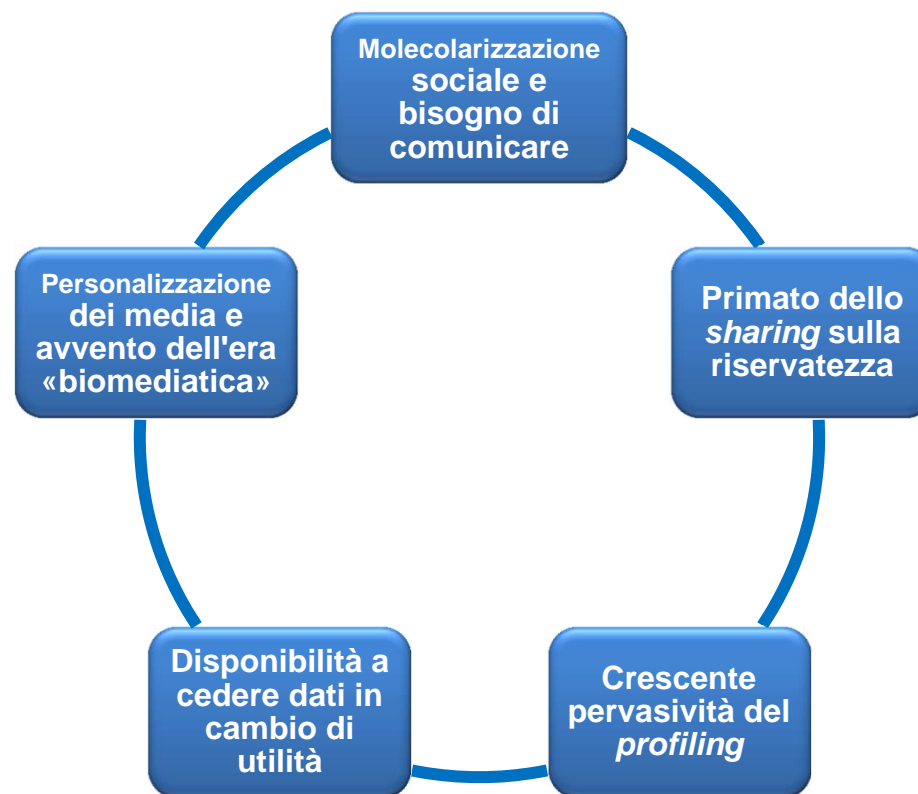 Molecolarizzazione
sociale e
bisogno di
comunicare
Personalizzazione
dei media e
avvento dell'era
«biomediatica»
Primato dello
sharing sulla
riservatezza
Disponibilità a
cedere dati in
cambio di
utilità
Crescente
pervasività del
profiling